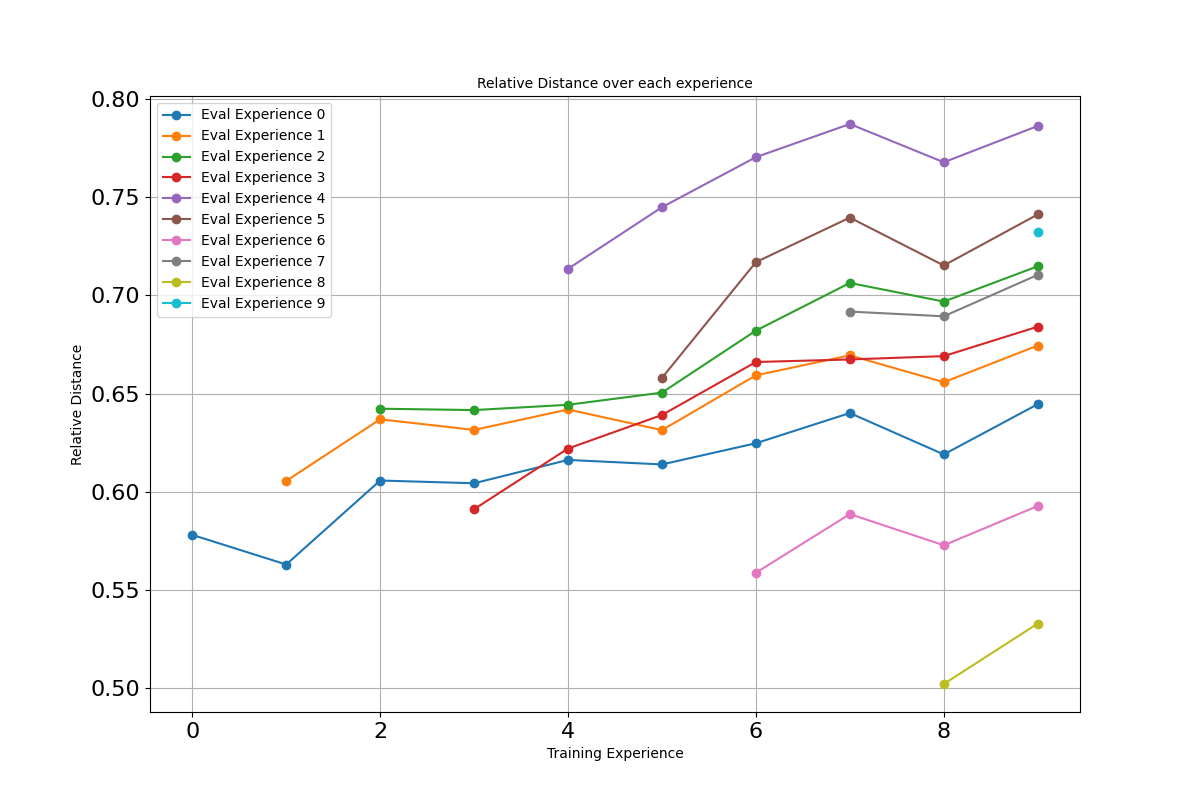 Relative Distance over each experience
0.80
0.75
0.70
0.65
0.60
0.55
0.50
Relative Distance
Eval Experience 0
Eval Experience 1
Eval Experience 2
Eval Experience 3
Eval Experience 4
Eval Experience 5
Eval Experience 6
Eval Experience 7
Eval Experience 8
Eval Experience 9
0 2 4 6 8
Training Experience